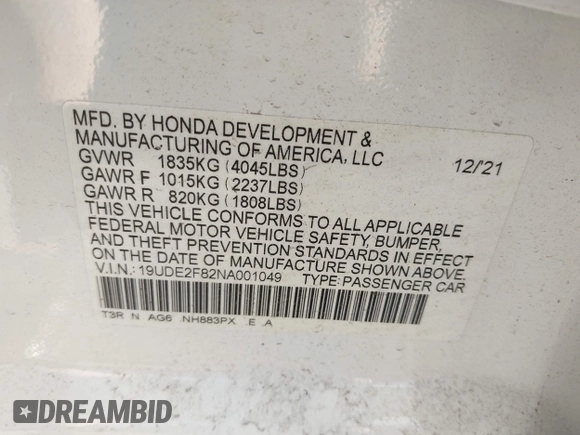 MFD. BY HONDA DEVELOPMENT &
MANUFACTURING OF AMERICA, LLC
GVWR 1835KG (4045LBS) 12/'21
GAWR F 1015KG (2237LBS)
GAWR R 820KG (1808LBS)
THIS VEHICLE CONFORMS TO ALL APPLICABLE
FEDERAL MOTOR VEHICLE SAFETY, BUMPER,
AND THEFT PREVENTION STANDARDS IN EFFECT
ON THE DATE OF MANUFACTURE SHOWN ABOVE.
V.I.N.: 19UDE2F82NA001049 TYPE: PASSENGER CAR
T3R N AG6 NH883PX E A
DREAMBID